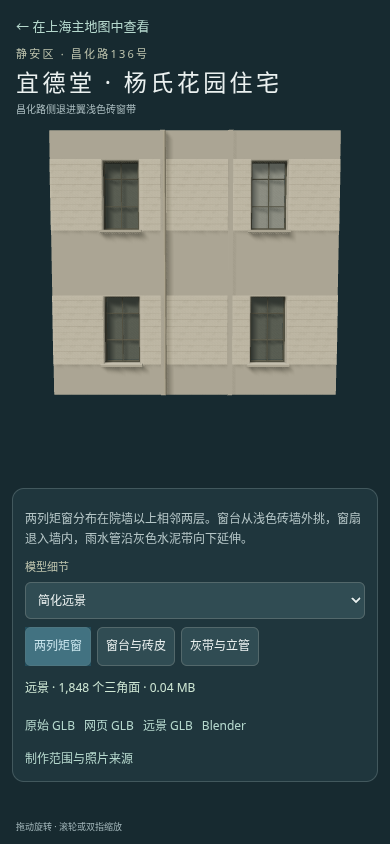 ← 在上海主地图中查看
静安区 · 昌化路136号
宜德堂 · 杨氏花园住宅
昌化路侧退进翼浅色砖窗带
两列矩窗分布在院墙以上相邻两层。窗台从浅色砖墙外挑，窗扇
退入墙内，雨水管沿灰色水泥带向下延伸。
模型细节
简化远景
两列矩窗 窗台与砖皮 灰带与立管
远景 · 1,848 个三角面 · 0.04 MB
原始 GLB 网页 GLB 远景 GLB Blender
制作范围与照片来源
拖动旋转 · 滚轮或双指缩放